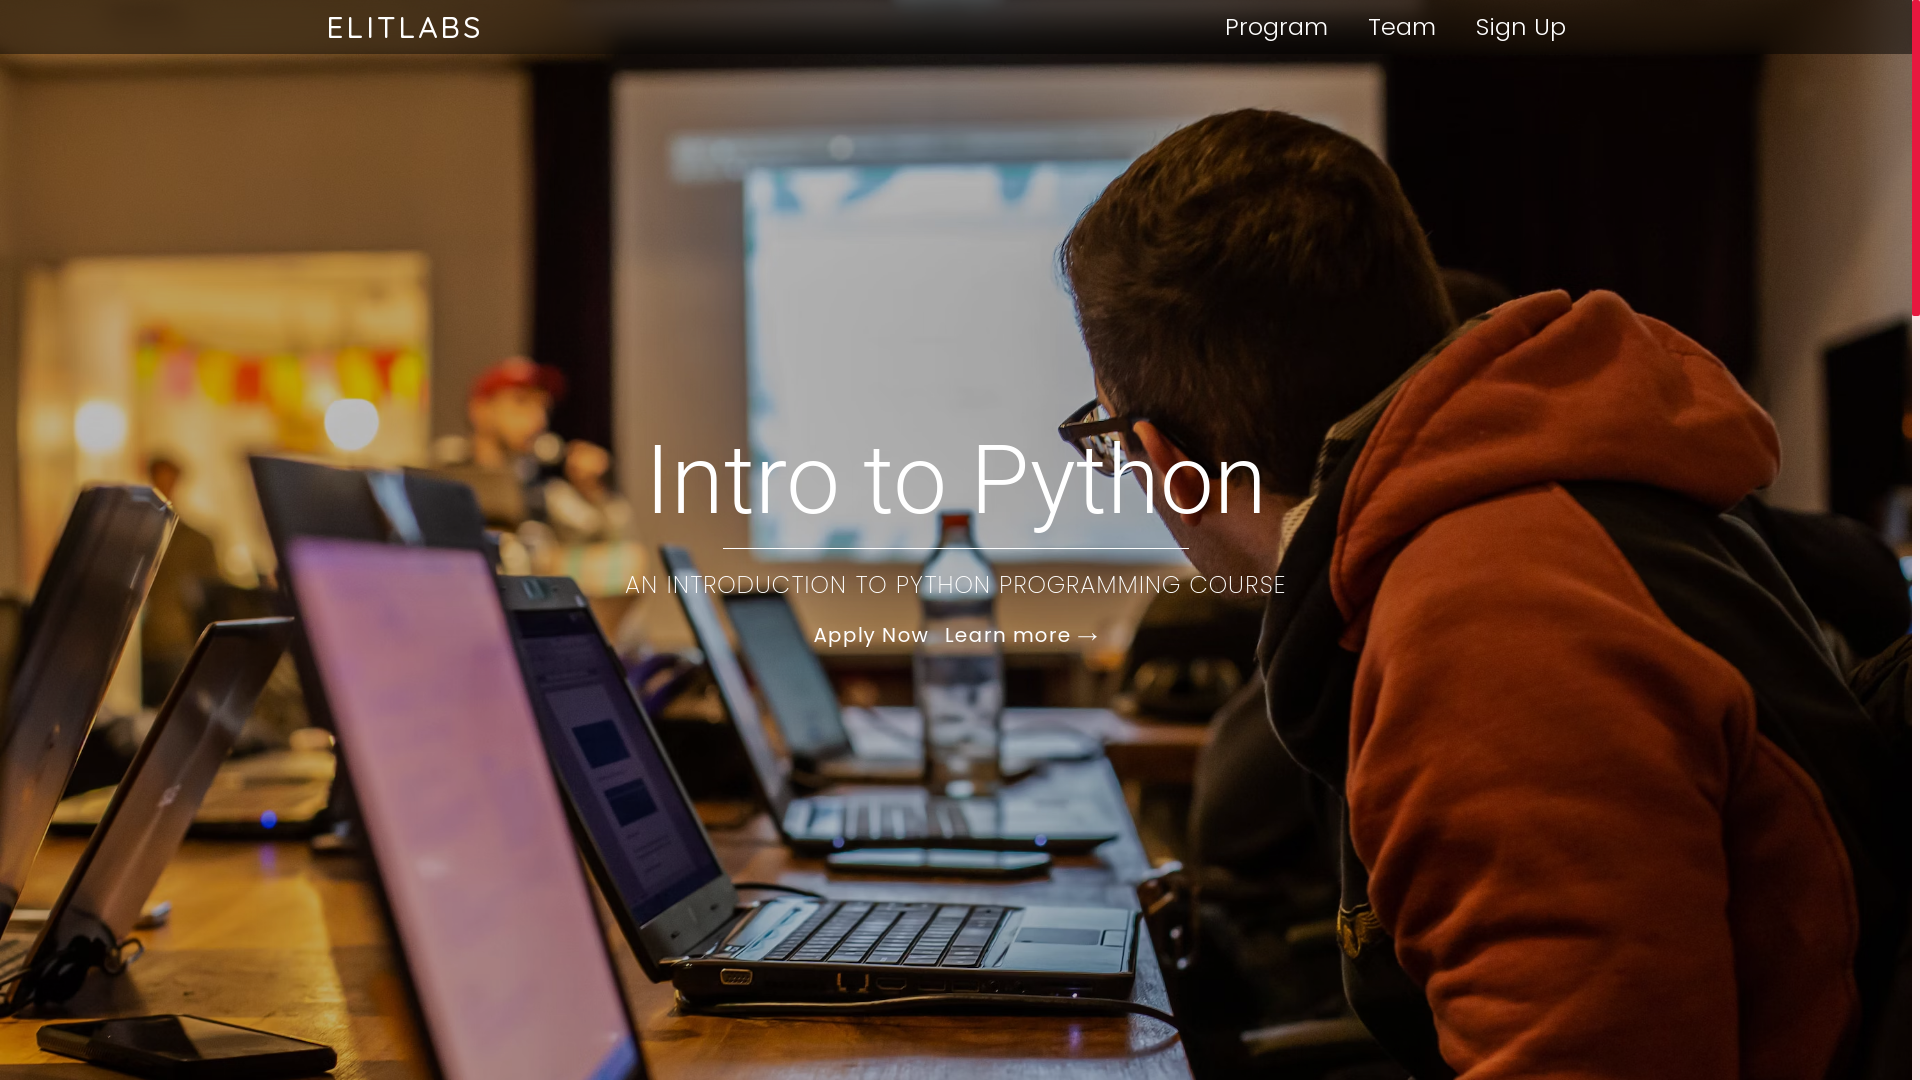 ELITLABS
Program Team Sign Up
Intro to Python
AN INTRODUCTION TO PYTHON PROGRAMMING COURSE
Apply Now Learn more →